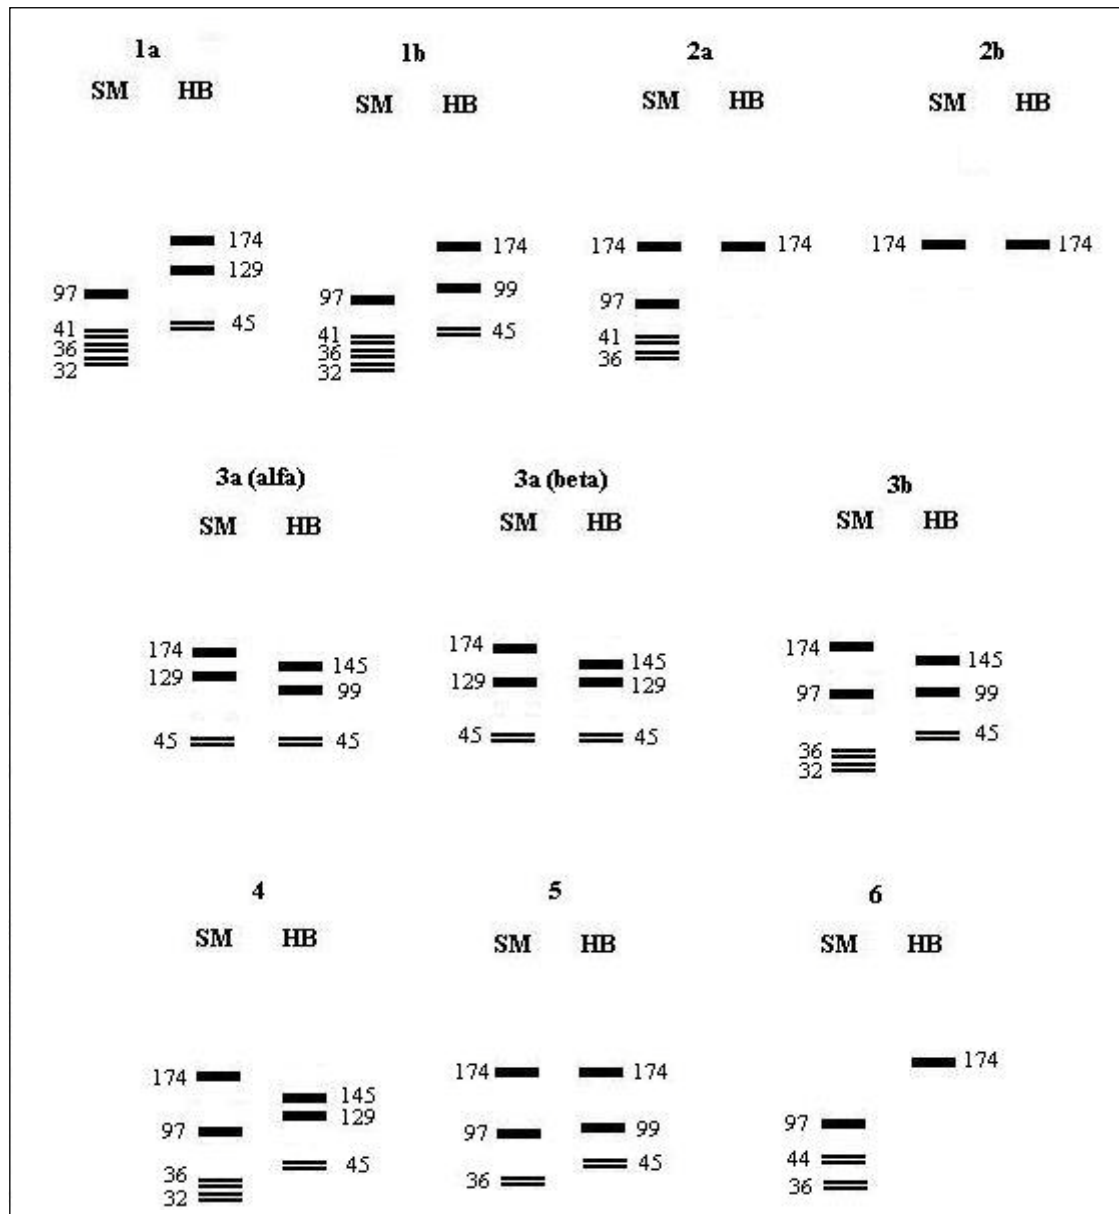 1a 1b 2a 2b
SM HB SM HB SM HB SM HB
174 174 174 174 174 174
129
97 97 99 97
41 45 41 45 41
36 36 36
32 32
3a (alfa) 3a (beta) 3b
SM HB SM HB SM HB
174 145 174 145 174 145
129 99 129 129 97 99
45 45 45 45 45
36
32
4 5 6
SM HB SM HB SM HB
174 145 174 174 174
129
97 97 99 97
36 45 36 45 44
32 36